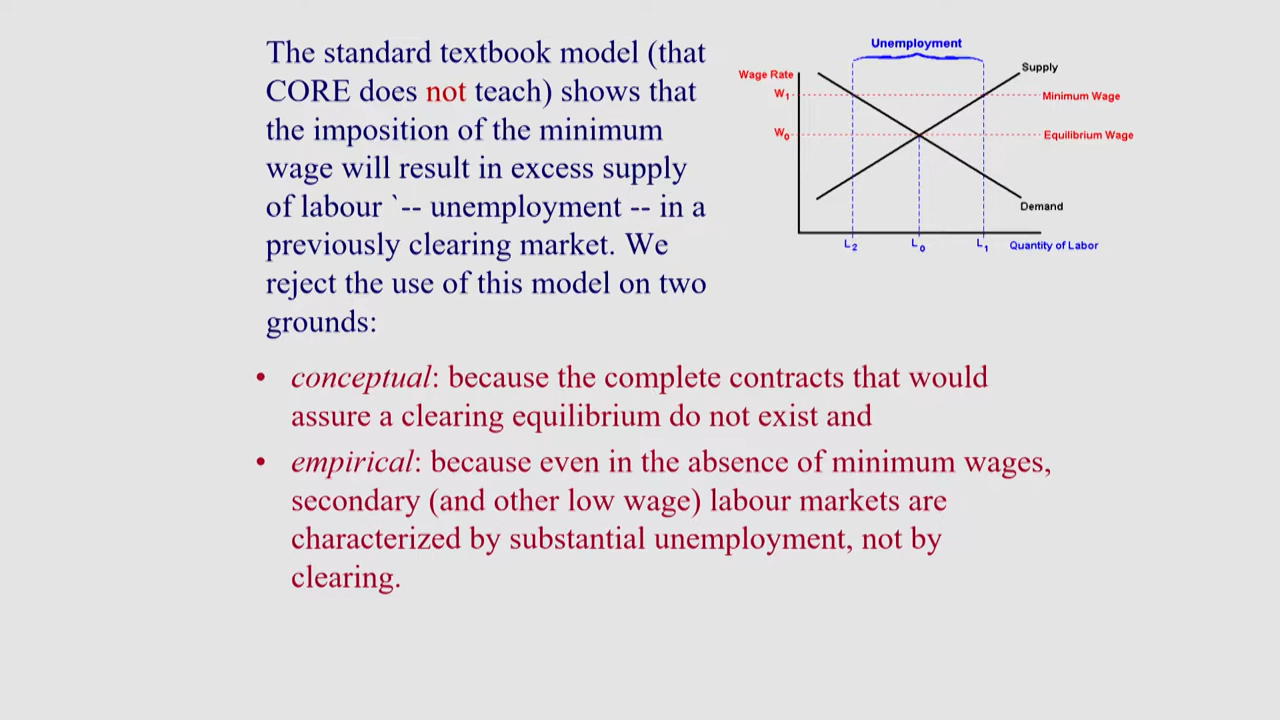 The standard textbook model (that
CORE does not teach) shows that
the imposition of the minimum
wage will result in excess supply
of labour `-- unemployment -- in a
previously clearing market. We
reject the use of this model on two
grounds:
Unemployment
Supply
Wage Rate
W1
Minimum Wage
W0
Equilibrium Wage
Demand
L2
L0
L1
Quantity of Labor
• conceptual: because the complete contracts that would
assure a clearing equilibrium do not exist and
• empirical: because even in the absence of minimum wages,
secondary (and other low wage) labour markets are
characterized by substantial unemployment, not by
clearing.